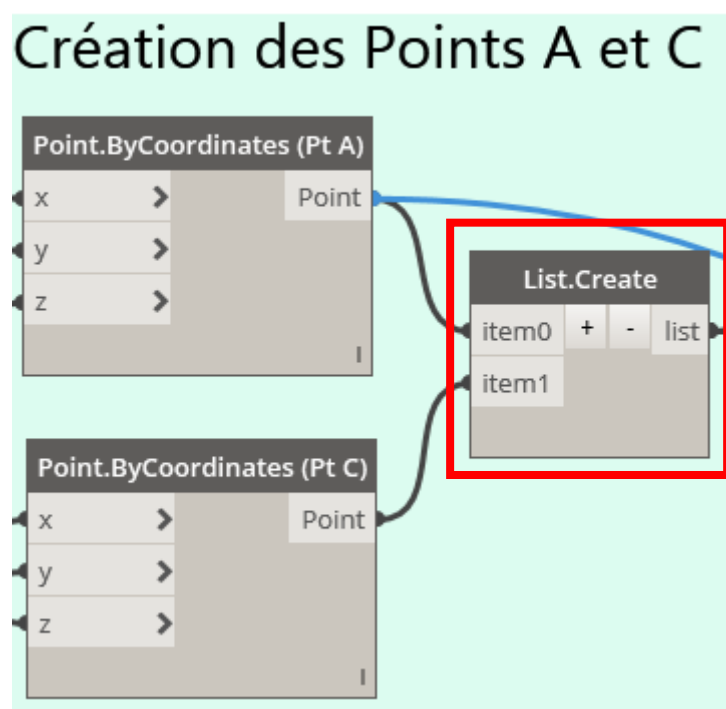 Création des Points A et C
Point.ByCoordinates (Pt A)
x
Point
y
z
List.Create
item0
+
-
list
item1
Point.ByCoordinates (Pt C)
x
Point
y
z